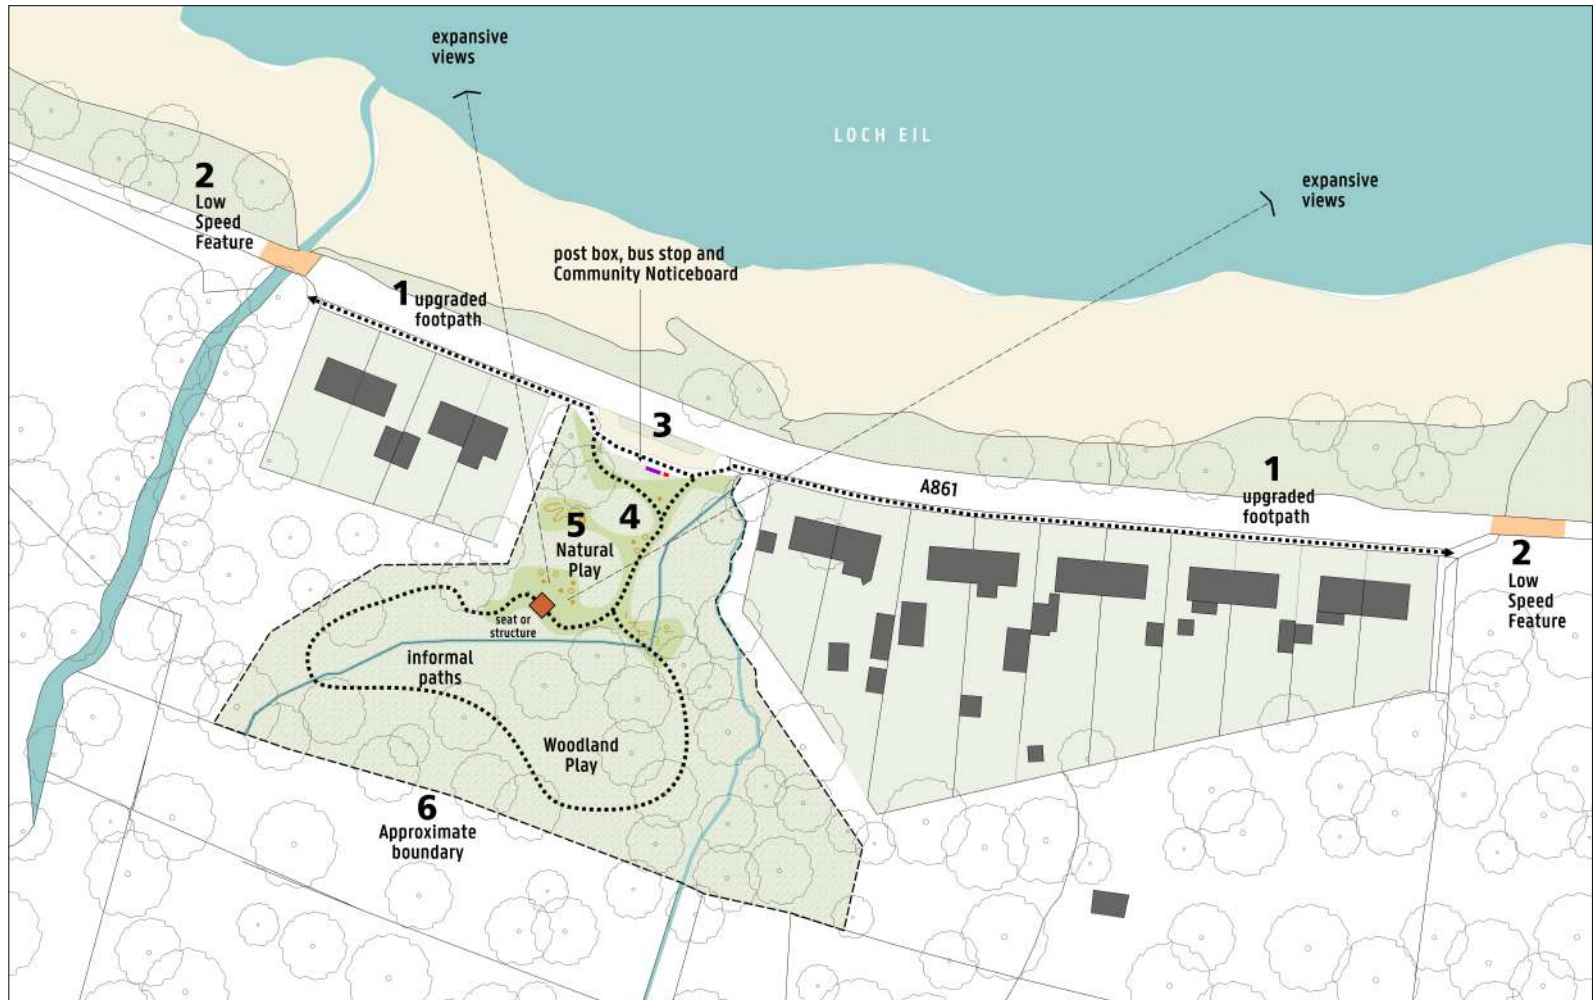 expansive
views
LOCH EIL
2
Low
Speed
Feature
expansive
views
post box, bus stop and
Community Noticeboard
1 upgraded
footpath
3
A861
1
upgraded
footpath
2
Low
Speed
Feature
4
5
Natural
Play
seat or
structure
informal
paths
Woodland
Play
6
Approximate
boundary